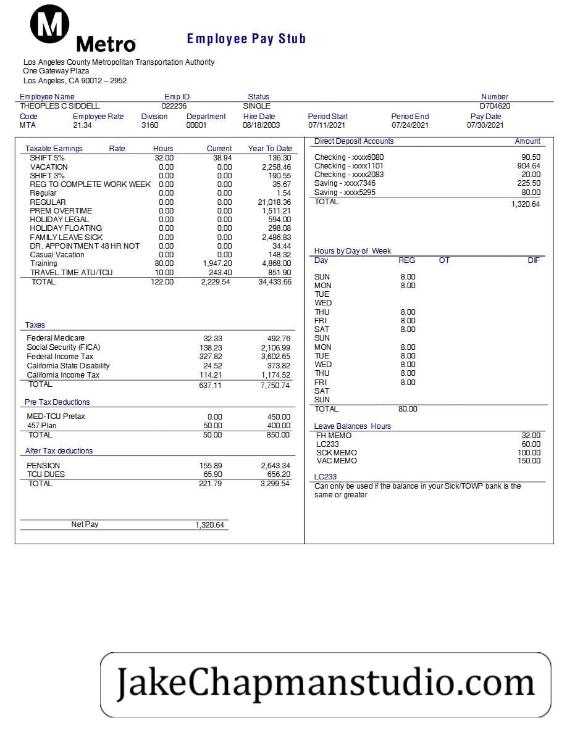 M
Metro
Employee Pay Stub
Los Angeles County Metropolitan Transportation Authority
One Gateway Plaza
Los Angeles, CA 90012 – 2952
Employee Name Emp ID Status Number
THEOPLES C SIDDELL 022236 SINGLE D704620
Code Employee Rate Division Department Hire Date Period Start Period End Pay Date
MTA 21.34 3160 00001 08/18/2003 07/11/2021 07/24/2021 07/30/2021
Taxable Earnings Rate Hours Current Year To Date
SHIFT 5% 32.00 38.94 136.30
VACATION 0.00 0.00 2,258.46
SHIFT 3% 0.00 0.00 190.55
REG TO COMPLETE WORK WEEK 0.00 0.00 35.67
Regular 0.00 0.00 1.54
REGULAR 0.00 0.00 21,018.36
PREM OVERTIME 0.00 0.00 1,511.21
HOLIDAY LEGAL 0.00 0.00 594.00
HOLIDAY FLOATING 0.00 0.00 298.08
FAMILY LEAVE SICK 0.00 0.00 2,486.83
DR. APPOINTMENT 48 HR NOT 0.00 0.00 34.44
Casual Vacation 0.00 0.00 148.32
Training 80.00 1,947.20 4,868.00
TRAVEL TIME ATU/TCU 10.00 243.40 851.90
TOTAL 122.00 2,229.54 34,433.66
Taxes
Federal Medicare 32.33 492.76
Social Security (FICA) 138.23 2,106.99
Federal Income Tax 327.82 3,602.65
California State Disability 24.52 373.82
California Income Tax 114.21 1,174.52
TOTAL 637.11 7,750.74
Pre Tax Deductions
MED-TCU Pretax 0.00 450.00
457 Plan 50.00 400.00
TOTAL 50.00 850.00
After Tax deductions
PENSION 155.89 2,643.34
TCU DUES 65.90 656.20
TOTAL 221.79 3,299.54
Net Pay 1,320.64
Direct Deposit Accounts Amount
Checking - xxxx6080 90.50
Checking - xxxx1101 904.64
Checking - xxxx2083 20.00
Saving - xxxx7346 225.50
Saving - xxxx5295 80.00
TOTAL 1,320.64
Hours by Day of Week
Day REG OT DIF
SUN 8.00
MON 8.00
TUE
WED
THU 8.00
FRI 8.00
SAT 8.00
SUN
MON 8.00
TUE 8.00
WED 8.00
THU 8.00
FRI 8.00
SAT
SUN
TOTAL 80.00
Leave Balances Hours
FH MEMO 32.00
LC233 60.00
SCK MEMO 100.00
VAC MEMO 150.00
LC233
Can only be used if the balance in your Sick/TOWP bank is the
same or greater
JakeChapmanstudio.com